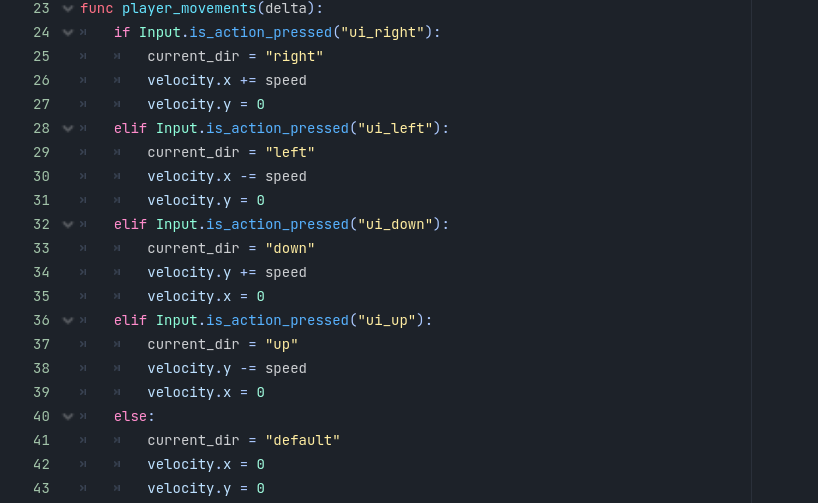 23 func player_movements(delta):
24 if Input.is_action_pressed("ui_right"):
25 current_dir = "right"
26 velocity.x += speed
27 velocity.y = 0
28 elif Input.is_action_pressed("ui_left"):
29 current_dir = "left"
30 velocity.x -= speed
31 velocity.y = 0
32 elif Input.is_action_pressed("ui_down"):
33 current_dir = "down"
34 velocity.y += speed
35 velocity.x = 0
36 elif Input.is_action_pressed("ui_up"):
37 current_dir = "up"
38 velocity.y -= speed
39 velocity.x = 0
40 else:
41 current_dir = "default"
42 velocity.x = 0
43 velocity.y = 0